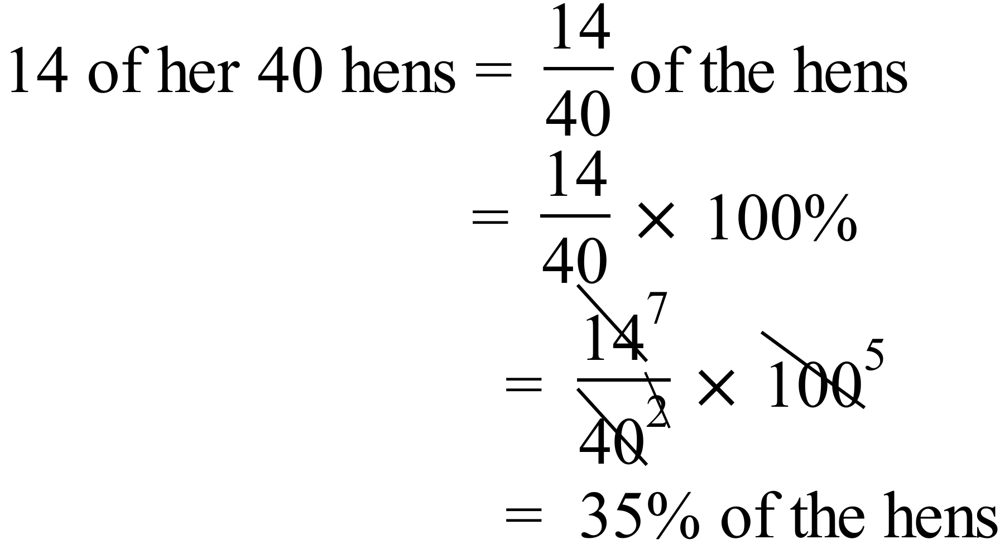 14 of her 40 hens = 14/40 of the hens
= 14/40 × 100%
= 14⁷/40² × 100⁵
= 35% of the hens